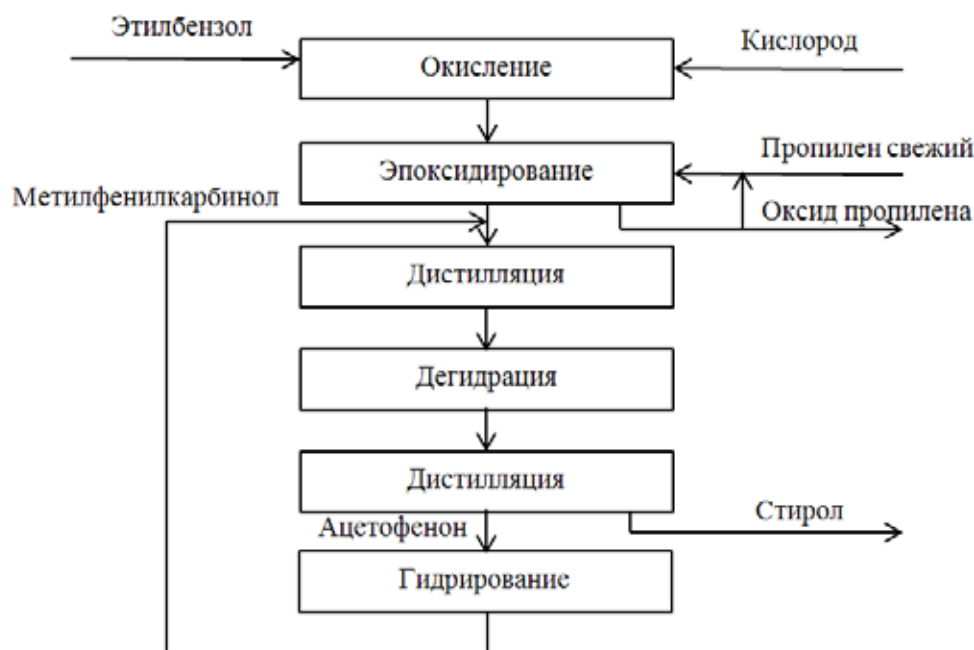 Этилбензол
Кислород
Окисление
Пропилен свежий
Эпоксидирование
Метилфенилкарбинол
Оксид пропилена
Дистилляция
Дегидрация
Дистилляция
Стирол
Ацетофенон
Гидрирование